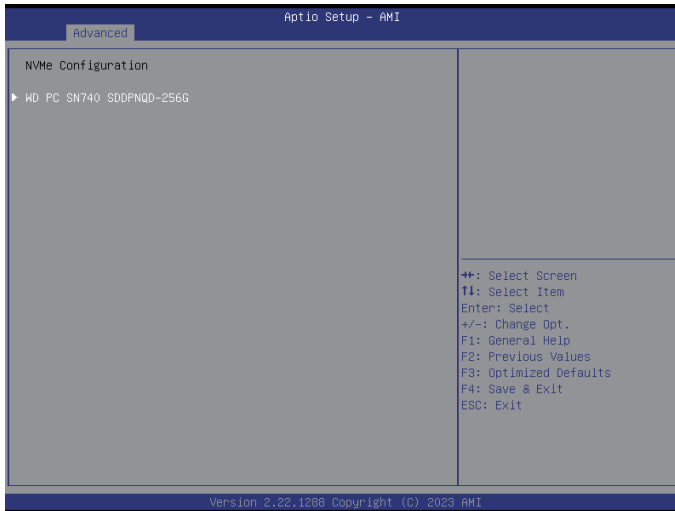 Aptio Setup – AMI
Advanced
NVMe Configuration
▶ WD PC SN740 SDDPNQD-256G
→←: Select Screen
↑↓: Select Item
Enter: Select
+/-: Change Opt.
F1: General Help
F2: Previous Values
F3: Optimized Defaults
F4: Save & Exit
ESC: Exit
Version 2.22.1288 Copyright (C) 2023 AMI